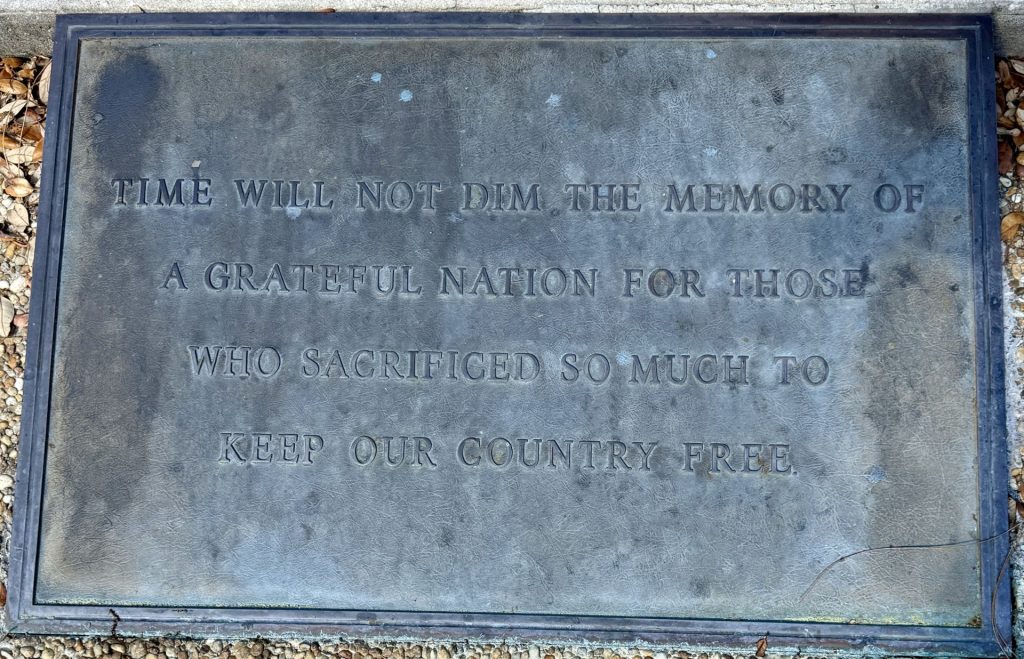 TIME WILL NOT DIM THE MEMORY OF
A GRATEFUL NATION FOR THOSE
WHO SACRIFICED SO MUCH TO
KEEP OUR COUNTRY FREE.